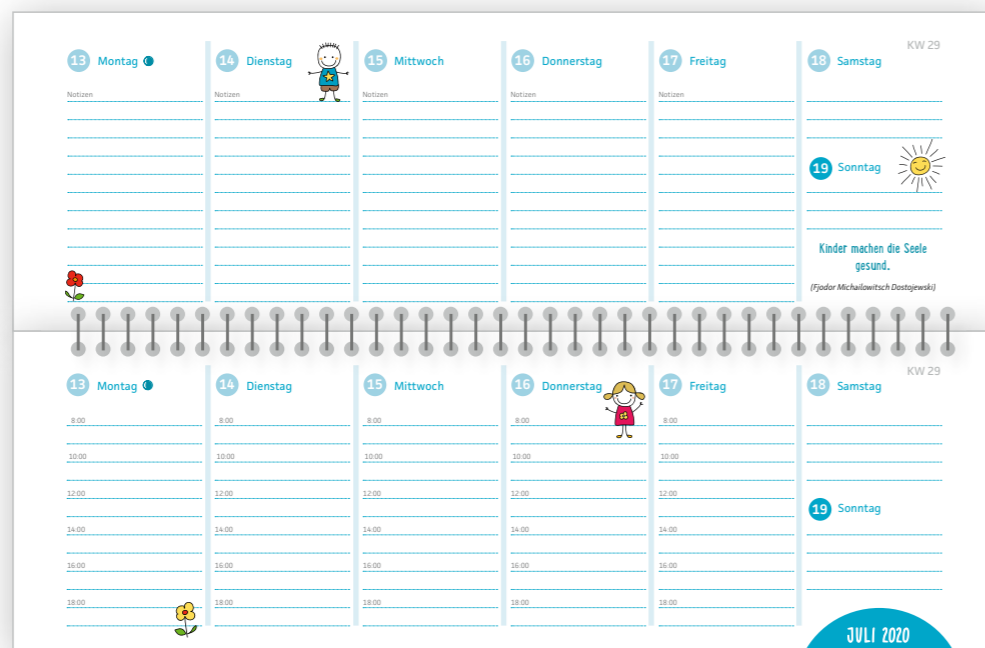 KW 29
13 Montag 14 Dienstag 15 Mittwoch 16 Donnerstag 17 Freitag 18 Samstag
Notizen Notizen Notizen Notizen Notizen
19 Sonntag
Kinder machen die Seele
gesund.
(Fjodor Michailowitsch Dostojewski)
KW 29
13 Montag 14 Dienstag 15 Mittwoch 16 Donnerstag 17 Freitag 18 Samstag
8:00 8:00 8:00 8:00 8:00
10:00 10:00 10:00 10:00 10:00
12:00 12:00 12:00 12:00 12:00
19 Sonntag
14:00 14:00 14:00 14:00 14:00
16:00 16:00 16:00 16:00 16:00
18:00 18:00 18:00 18:00 18:00
JULI 2020